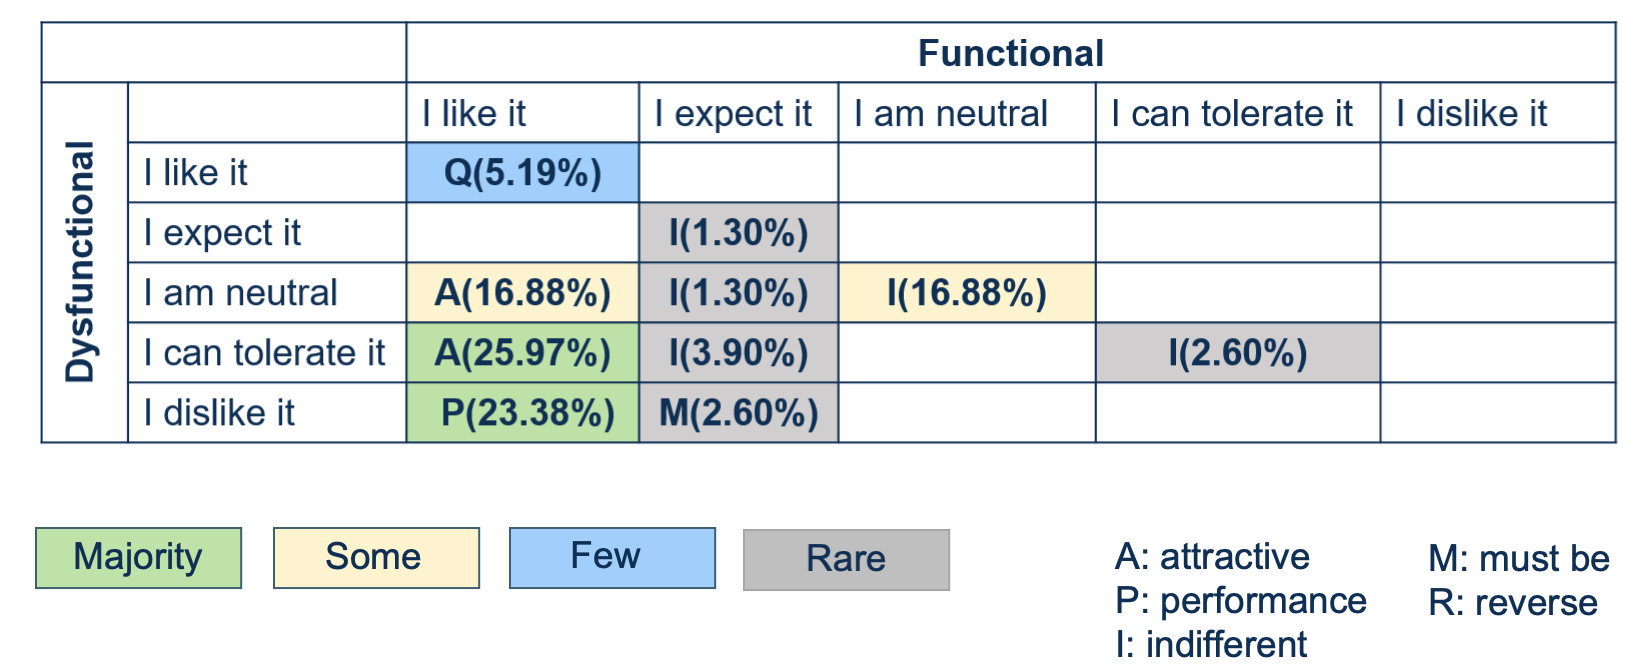 Functional
Dysfunctional
I like it I expect it I am neutral I can tolerate it I dislike it
I like it Q(5.19%)
I expect it I(1.30%)
I am neutral A(16.88%) I(1.30%) I(16.88%)
I can tolerate it A(25.97%) I(3.90%) I(2.60%)
I dislike it P(23.38%) M(2.60%)
Majority Some Few Rare
A: attractive M: must be
P: performance R: reverse
I: indifferent